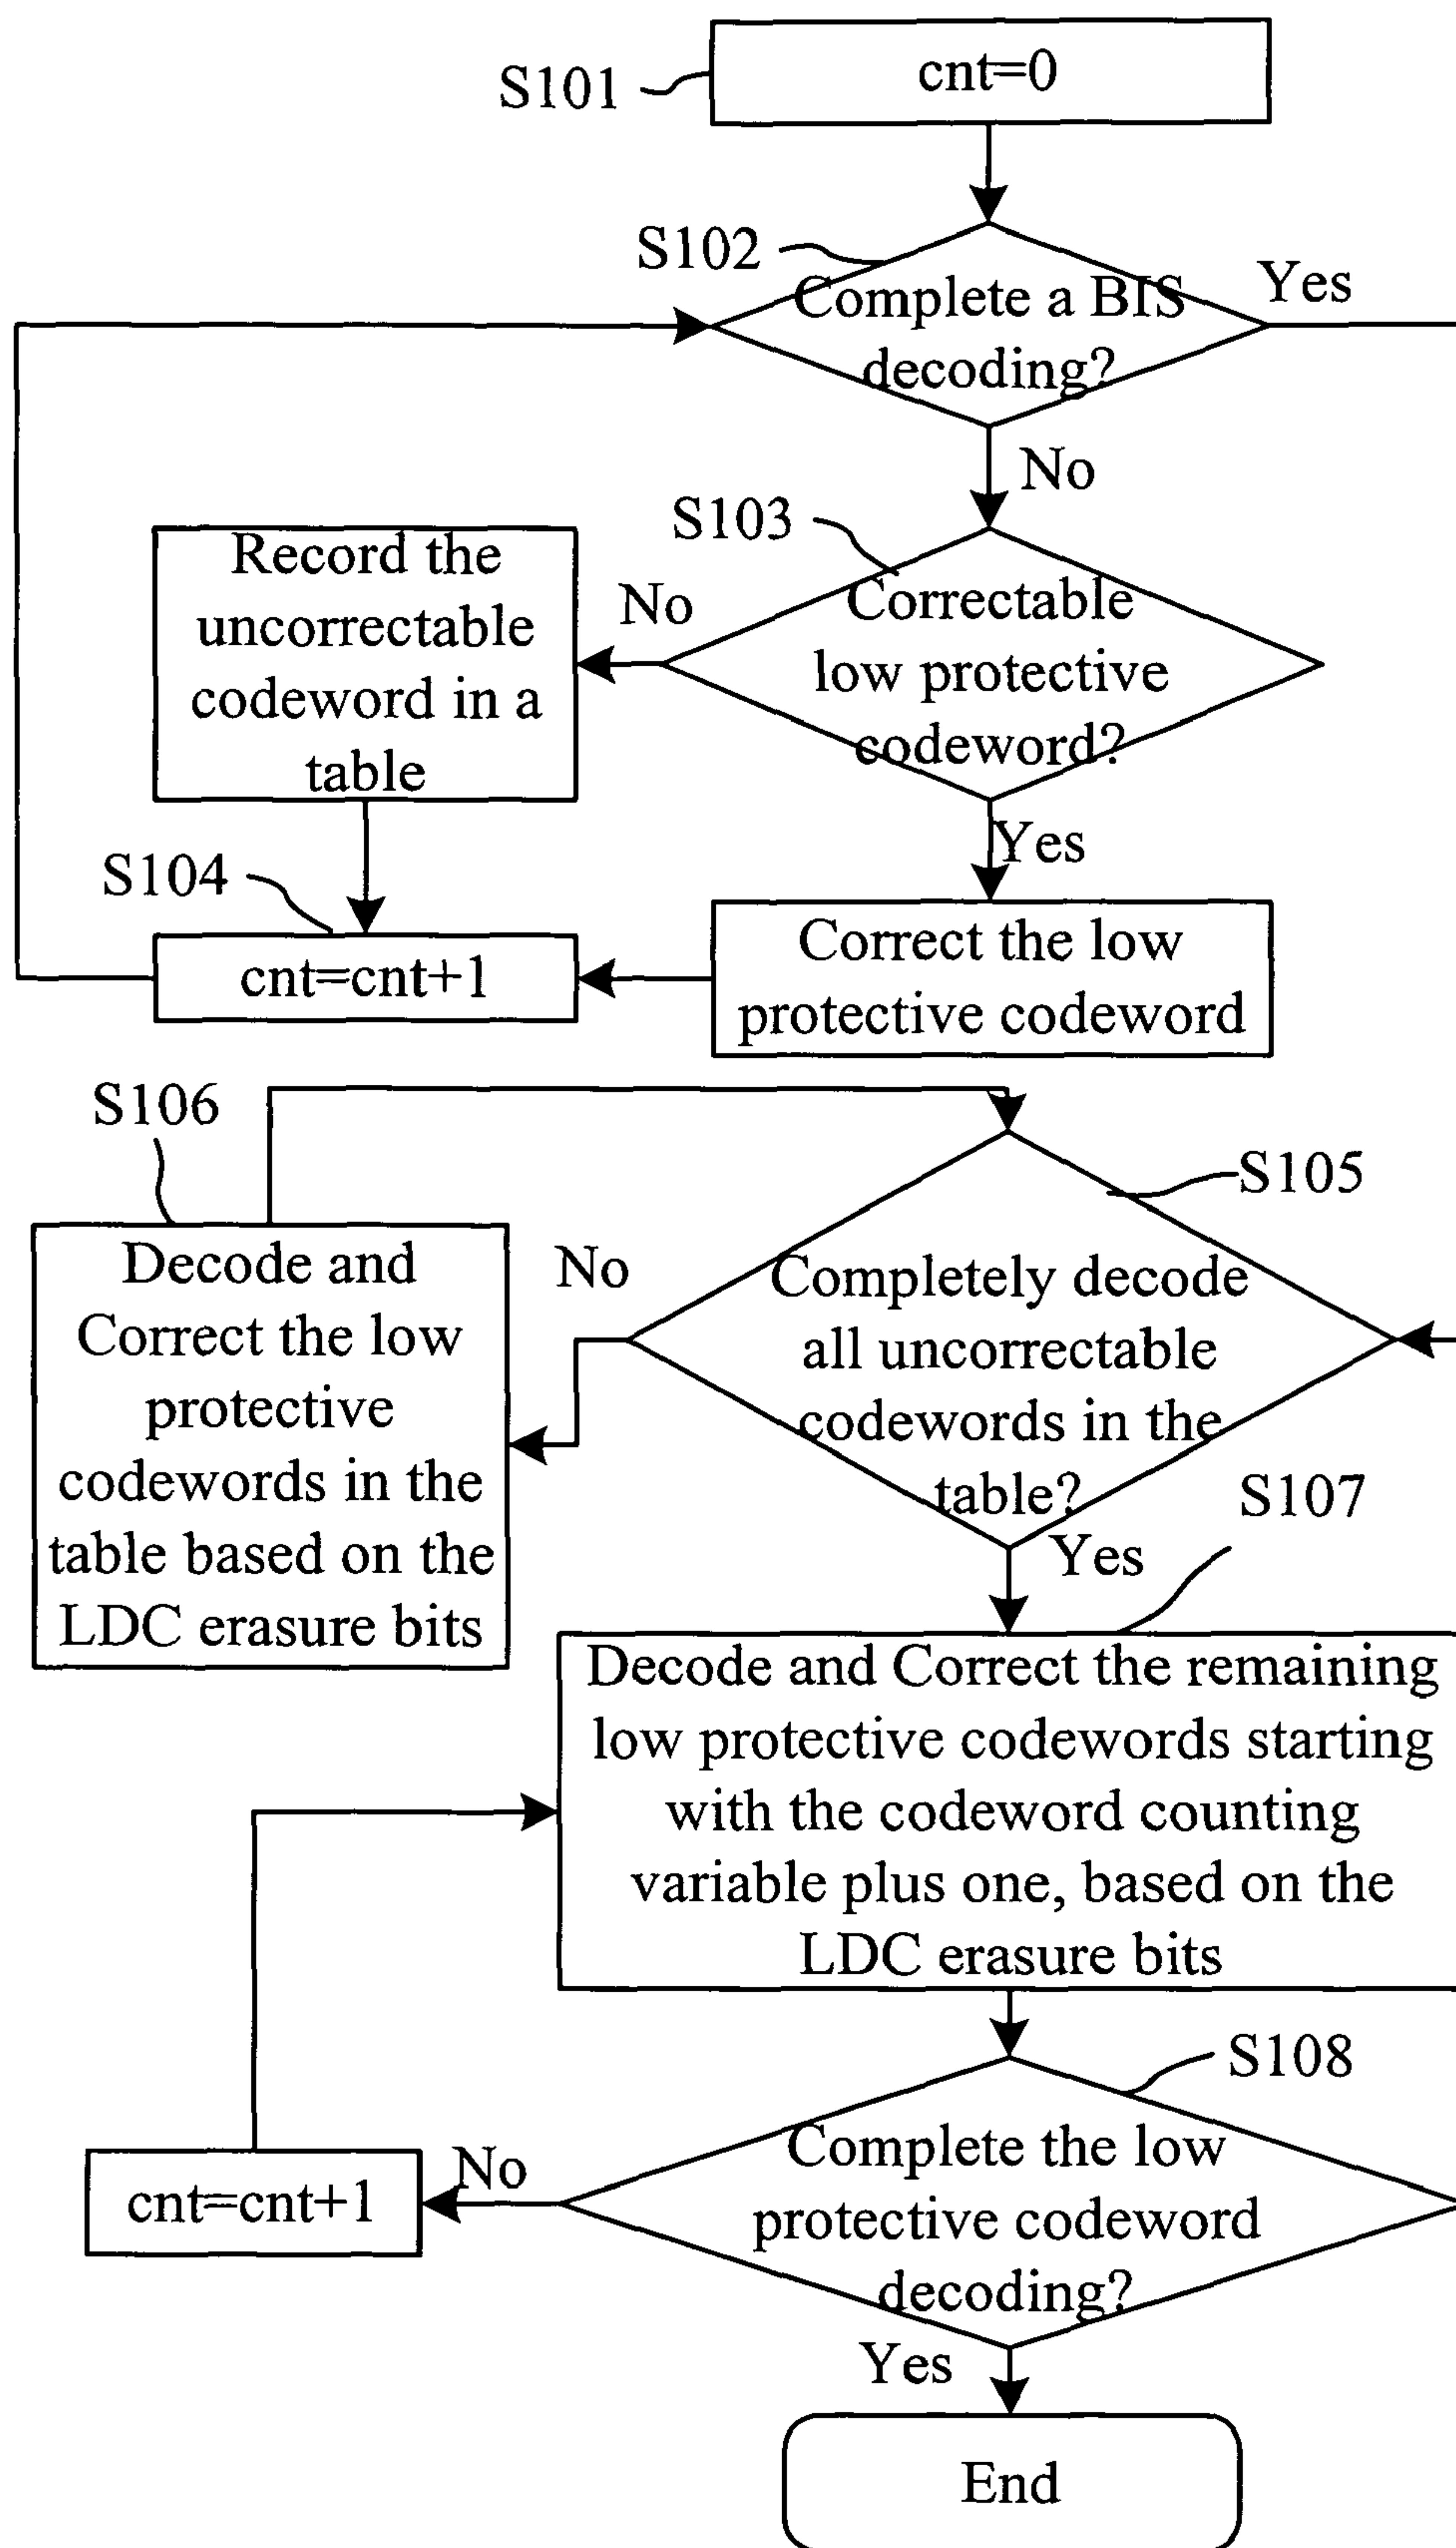 S101
cnt=0
S102
Complete a BIS
decoding?
Yes
No
S103
Correctable
low protective
codeword?
No
Record the
uncorrectable
codeword in a
table
Yes
S104
cnt=cnt+1
Correct the low
protective codeword
S106
S105
Decode and
Correct the low
protective
codewords in the
table based on the
LDC erasure bits
No
Completely decode
all uncorrectable
codewords in the
table?
S107
Yes
Decode and Correct the remaining
low protective codewords starting
with the codeword counting
variable plus one, based on the
LDC erasure bits
S108
Complete the low
protective codeword
decoding?
No
cnt=cnt+1
Yes
End